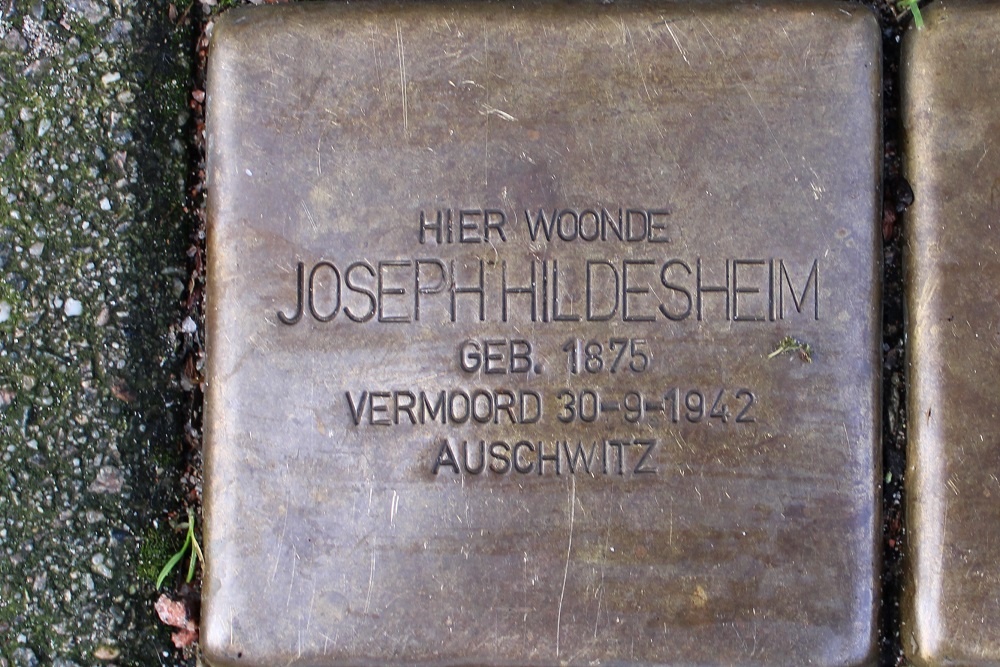 HIER WOONDE
JOSEPH HILDESHEIM
GEB. 1875
VERMOORD 30-9-1942
AUSCHWITZ